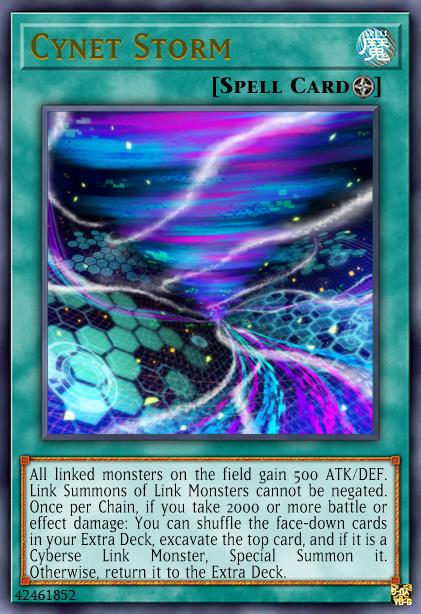 Cynet Storm
SPELL
魔
[Spell Card]
All linked monsters on the field gain 500 ATK/DEF.
Link Summons of Link Monsters cannot be negated.
Once per Chain, if you take 2000 or more battle or
effect damage: You can shuffle the face-down cards
in your Extra Deck, excavate the top card, and if it is a
Cyberse Link Monster, Special Summon it.
Otherwise, return it to the Extra Deck.
42461852